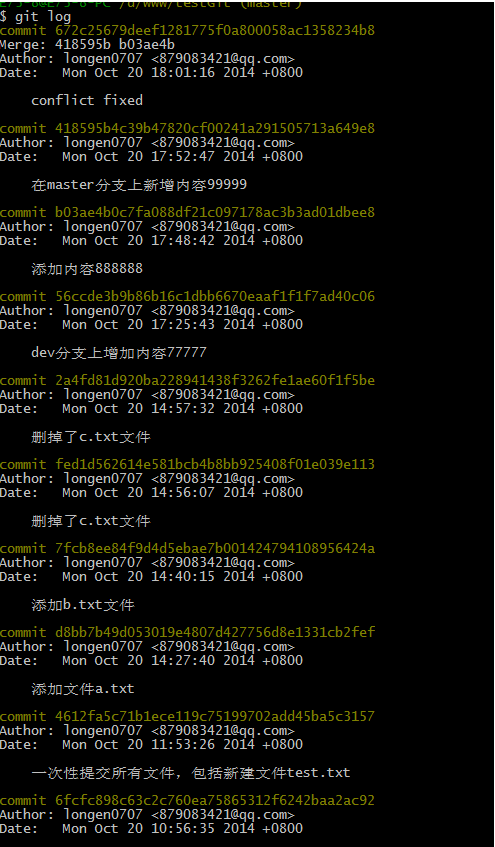 $ git log
commit 672c25679deef1281775f0a800058ac1358234b8
Merge: 418595b b03ae4b
Author: longen0707 <879083421@qq.com>
Date:   Mon Oct 20 18:01:16 2014 +0800
conflict fixed
commit 418595b4c39b47820cf00241a291505713a649e8
Author: longen0707 <879083421@qq.com>
Date:   Mon Oct 20 17:52:47 2014 +0800
在master分支上新增内容99999
commit b03ae4b0c7fa088df21c097178ac3b3ad01dbee8
Author: longen0707 <879083421@qq.com>
Date:   Mon Oct 20 17:48:42 2014 +0800
添加内容888888
commit 56ccde3b9b86b16c1dbb6670eaaf1f1f7ad40c06
Author: longen0707 <879083421@qq.com>
Date:   Mon Oct 20 17:25:43 2014 +0800
dev分支上增加内容77777
commit 2a4fd81d920ba228941438f3262fe1ae60f1f5be
Author: longen0707 <879083421@qq.com>
Date:   Mon Oct 20 14:57:32 2014 +0800
删掉了c.txt文件
commit fed1d562614e581bcb4b8bb925408f01e039e113
Author: longen0707 <879083421@qq.com>
Date:   Mon Oct 20 14:56:07 2014 +0800
删掉了c.txt文件
commit 7fcb8ee84f9d4d5ebae7b001424794108956424a
Author: longen0707 <879083421@qq.com>
Date:   Mon Oct 20 14:40:15 2014 +0800
添加b.txt文件
commit d8bb7b49d053019e4807d427756d8e1331cb2fef
Author: longen0707 <879083421@qq.com>
Date:   Mon Oct 20 14:27:40 2014 +0800
添加文件a.txt
commit 4612fa5c71b1ece119c75199702add45ba5c3157
Author: longen0707 <879083421@qq.com>
Date:   Mon Oct 20 11:53:26 2014 +0800
一次性提交所有文件，包括新建文件test.txt
commit 6fcfc898c63c2c760ea75865312f6242baa2ac92
Author: longen0707 <879083421@qq.com>
Date:   Mon Oct 20 10:56:35 2014 +0800